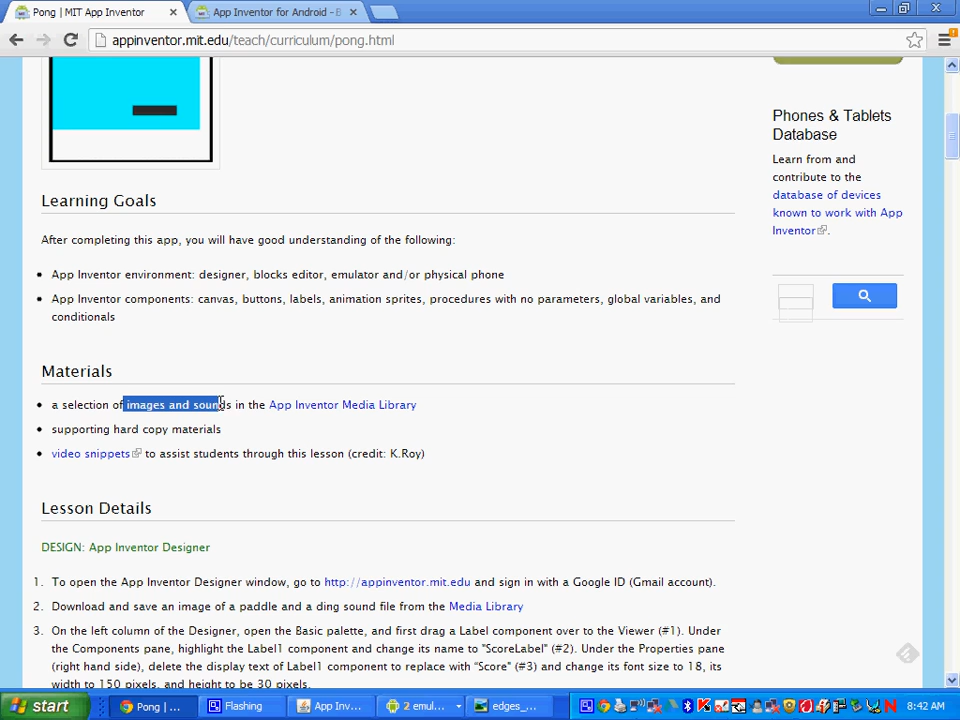 Pong | MIT App Inventor
App Inventor for Android - B
appinventor.mit.edu/teach/curriculum/pong.html
Phones & Tablets
Database
Learn from and
contribute to the
database of devices
known to work with App
Inventor.
Learning Goals
After completing this app, you will have good understanding of the following:
App Inventor environment: designer, blocks editor, emulator and/or physical phone
App Inventor components: canvas, buttons, labels, animation sprites, procedures with no parameters, global variables, and
conditionals
Materials
a selection of images and sounds in the App Inventor Media Library
supporting hard copy materials
video snippets to assist students through this lesson (credit: K.Roy)
Lesson Details
DESIGN: App Inventor Designer
1. To open the App Inventor Designer window, go to http://appinventor.mit.edu and sign in with a Google ID (Gmail account).
2. Download and save an image of a paddle and a ding sound file from the Media Library
3. On the left column of the Designer, open the Basic palette, and first drag a Label component over to the Viewer (#1). Under
the Components pane, highlight the Label1 component and change its name to "ScoreLabel" (#2). Under the Properties pane
(right hand side), delete the display text of Label1 component to replace with “Score” (#3) and change its font size to 18, its
width to 150 pixels, and height to be 30 pixels.
start
Pong | ...
Flashing
App Inv...
2 emul...
edges_...
8:42 AM